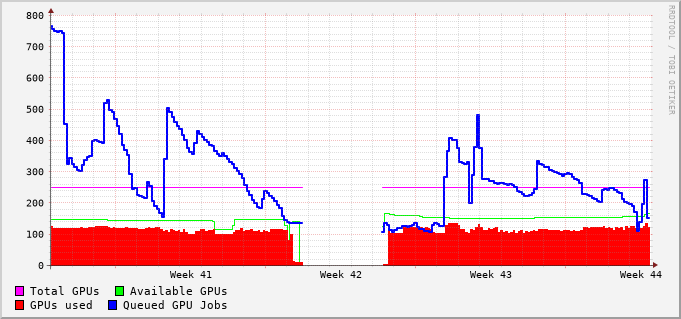 800
700
600
500
400
300
200
100
0
Week 41 Week 42 Week 43 Week 44
Total GPUs Available GPUs
GPUs used Queued GPU Jobs
RRDTOOL / TOBI OETIKER